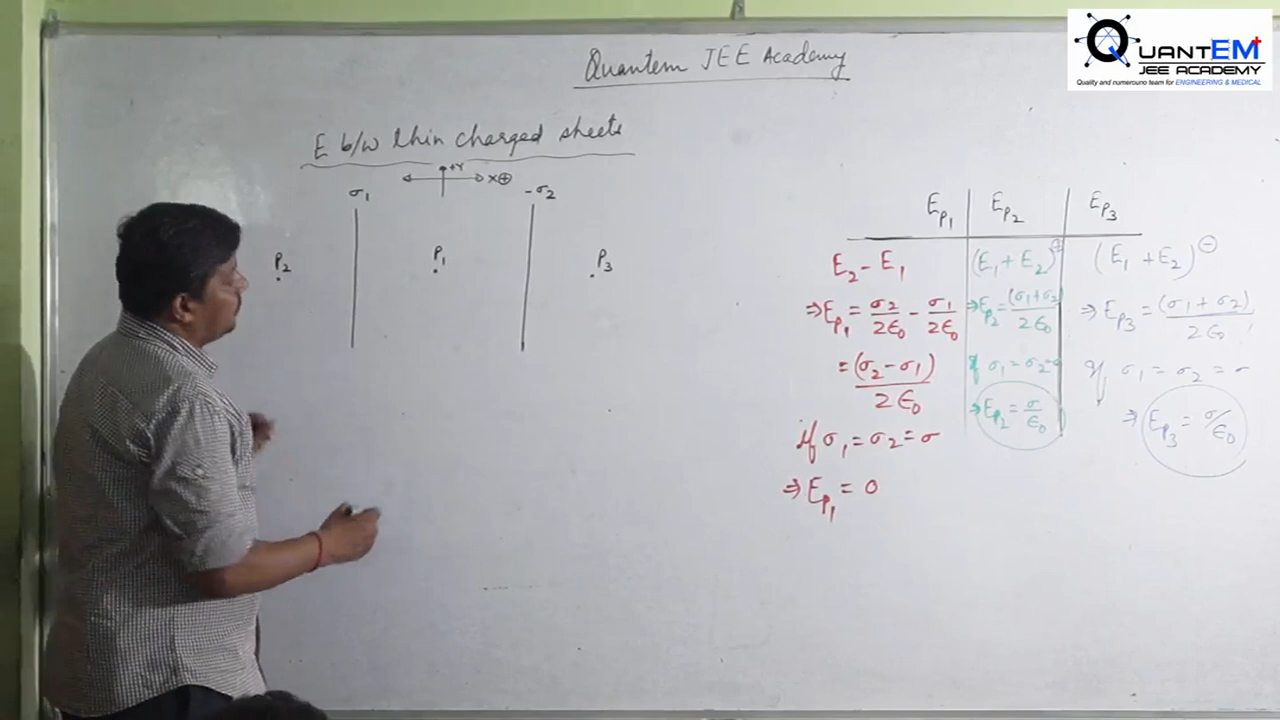 QUANTEM
JEE ACADEMY
Quality and numerouno team for ENGINEERING & MEDICAL
Quantem JEE Academy
E b/w thin charged sheets
+Y
X⊕
σ₁
-σ₂
P₂
P₁
P₃
E_P₁
E₂ - E₁
⇒ E_P₁ = σ₂/2ε₀ - σ₁/2ε₀
= (σ₂ - σ₁)/2ε₀
if σ₁ = σ₂ = σ
⇒ E_P₁ = 0
E_P₂
(E₁ + E₂)⊕
⇒ E_P₂ = (σ₁ + σ₂)/2ε₀
if σ₁ = σ₂ = σ
⇒ E_P₂ = σ/ε₀
E_P₃
(E₁ + E₂)⊖
⇒ E_P₃ = (σ₁ + σ₂)/2ε₀
if σ₁ = σ₂ = σ
⇒ E_P₃ = σ/ε₀